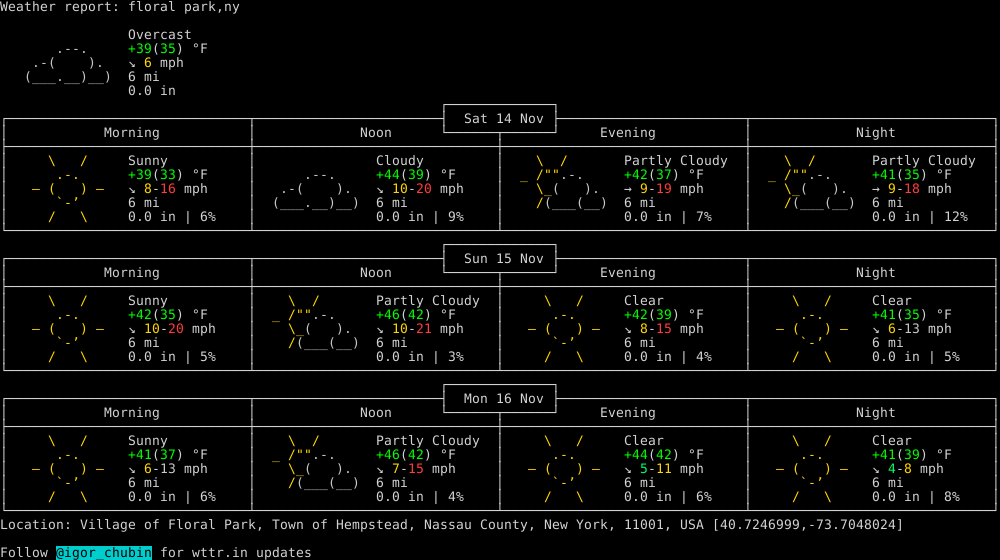 Weather report: floral park,ny
Overcast
+39(35) °F
↘ 6 mph
6 mi
0.0 in
Sat 14 Nov
Morning Noon Evening Night
Sunny Cloudy Partly Cloudy Partly Cloudy
+39(33) °F +44(39) °F +42(37) °F +41(35) °F
↘ 8-16 mph ↘ 10-20 mph → 9-19 mph → 9-18 mph
6 mi 6 mi 6 mi 6 mi
0.0 in | 6% 0.0 in | 9% 0.0 in | 7% 0.0 in | 12%
Sun 15 Nov
Morning Noon Evening Night
Sunny Partly Cloudy Clear Clear
+42(35) °F +46(42) °F +42(39) °F +41(35) °F
↘ 10-20 mph ↘ 10-21 mph ↘ 8-15 mph ↘ 6-13 mph
6 mi 6 mi 6 mi 6 mi
0.0 in | 5% 0.0 in | 3% 0.0 in | 4% 0.0 in | 5%
Mon 16 Nov
Morning Noon Evening Night
Sunny Partly Cloudy Clear Clear
+41(37) °F +46(42) °F +44(42) °F +41(39) °F
↘ 6-13 mph ↘ 7-15 mph ↘ 5-11 mph ↘ 4-8 mph
6 mi 6 mi 6 mi 6 mi
0.0 in | 6% 0.0 in | 4% 0.0 in | 6% 0.0 in | 8%
Location: Village of Floral Park, Town of Hempstead, Nassau County, New York, 11001, USA [40.7246999,-73.7048024]
Follow @igor_chubin for wttr.in updates